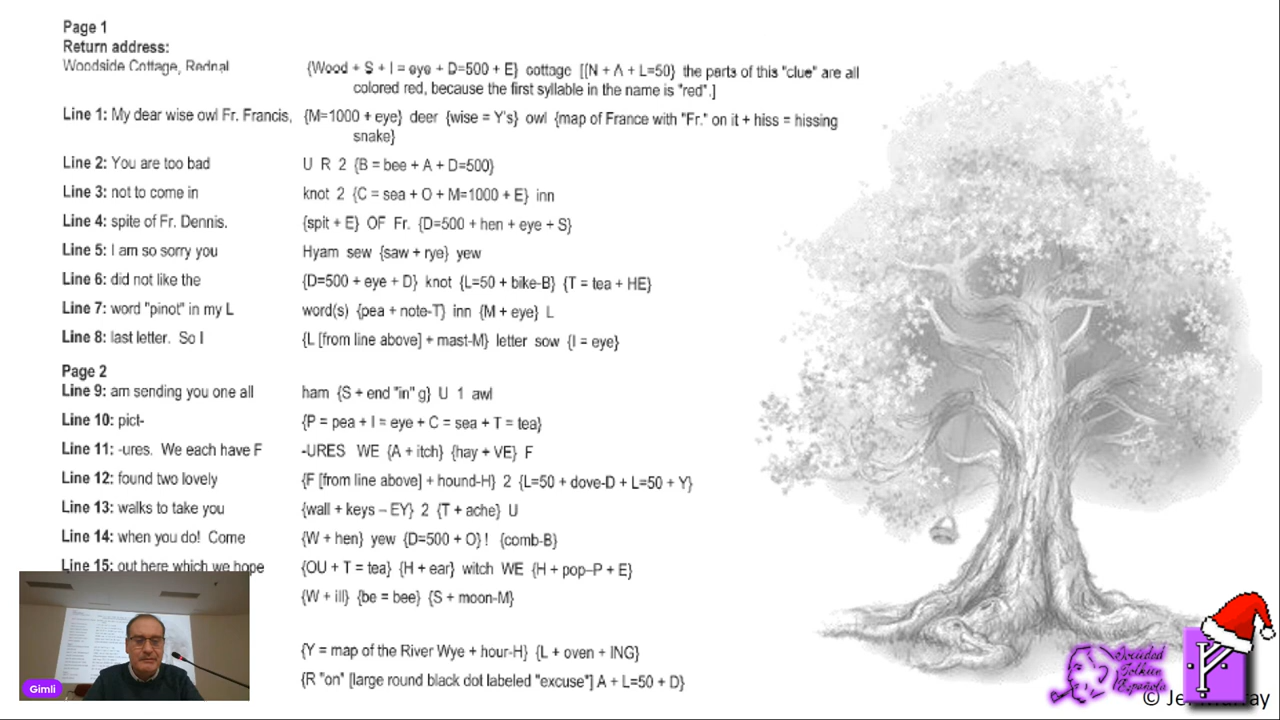 Page 1
Return address:
Woodside Cottage, Rednal {Wood + S + I = eye + D=500 + E} cottage [{N + A + L=50} the parts of this "clue" are all
colored red, because the first syllable in the name is "red".]
Line 1: My dear wise owl Fr. Francis, {M=1000 + eye} deer {wise = Y's} owl {map of France with "Fr." on it + hiss = hissing
snake}
Line 2: You are too bad U R 2 {B = bee + A + D=500}
Line 3: not to come in knot 2 {C = sea + O + M=1000 + E} inn
Line 4: spite of Fr. Dennis. {spit + E} OF Fr. {D=500 + hen + eye + S}
Line 5: I am so sorry you Hyam sew {saw + rye} yew
Line 6: did not like the {D=500 + eye + D} knot {L=50 + bike-B} {T = tea + HE}
Line 7: word "pinot" in my L word(s) {pea + note-T} inn {M + eye} L
Line 8: last letter. So I {L [from line above] + mast-M} letter sow {I = eye}
Page 2
Line 9: am sending you one all ham {S + end "in" g} U 1 awl
Line 10: pict- {P = pea + I = eye + C = sea + T = tea}
Line 11: -ures. We each have F -URES WE {A + itch} {hay + VE} F
Line 12: found two lovely {F [from line above] + hound-H} 2 {L=50 + dove-D + L=50 + Y}
Line 13: walks to take you {wall + keys – EY} 2 {T + ache} U
Line 14: when you do! Come {W + hen} yew {D=500 + O}! {comb-B}
Line 15: out here which we hope {OU + T = tea} {H + ear} witch WE {H + pop–P + E}
{W + ill} {be = bee} {S + moon-M}
{Y = map of the River Wye + hour-H} {L + oven + ING}
{R "on" [large round black dot labeled "excuse"] A + L=50 + D}
Gimli
Sociedad
Tolkien
Española
©